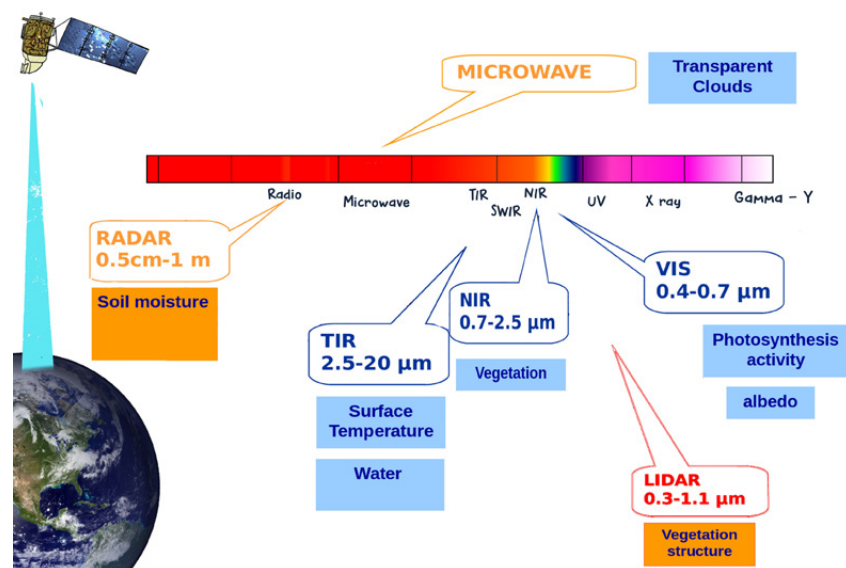 MICROWAVE
Transparent
Clouds
Radio
Microwave
TIR
SWIR
NIR
UV
X ray
Gamma - Y
RADAR
0.5cm-1 m
Soil moisture
TIR
2.5-20 µm
Surface
Temperature
Water
NIR
0.7-2.5 µm
Vegetation
VIS
0.4-0.7 µm
Photosynthesis
activity
albedo
LIDAR
0.3-1.1 µm
Vegetation
structure